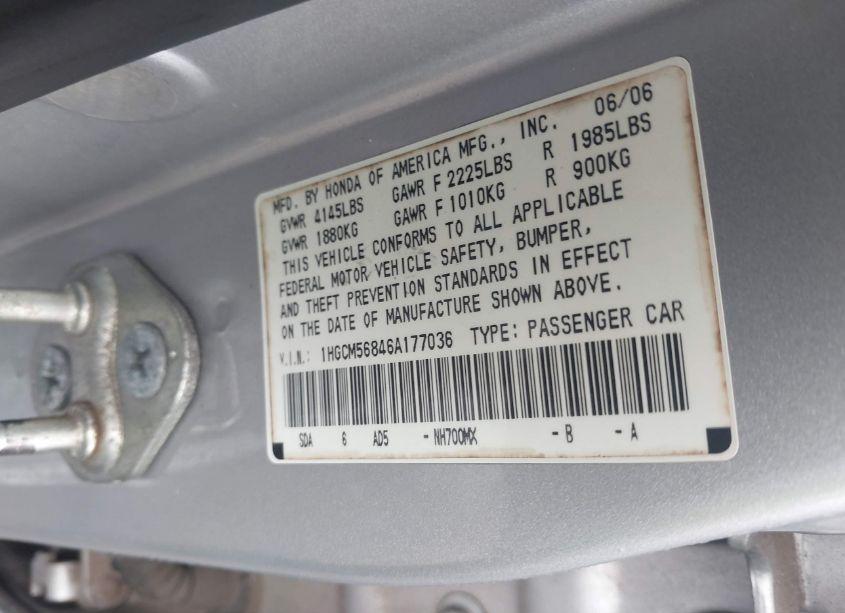 MFD. BY HONDA OF AMERICA MFG., INC. 06/06
GVWR 4145LBS GAWR F 2225LBS R 1985LBS
GVWR 1880KG GAWR F 1010KG R 900KG
THIS VEHICLE CONFORMS TO ALL APPLICABLE
FEDERAL MOTOR VEHICLE SAFETY, BUMPER,
AND THEFT PREVENTION STANDARDS IN EFFECT
ON THE DATE OF MANUFACTURE SHOWN ABOVE.
V.I.N.: 1HGCM56846A177036 TYPE: PASSENGER CAR
SDA 6 AD5 -NH700MX -B -A